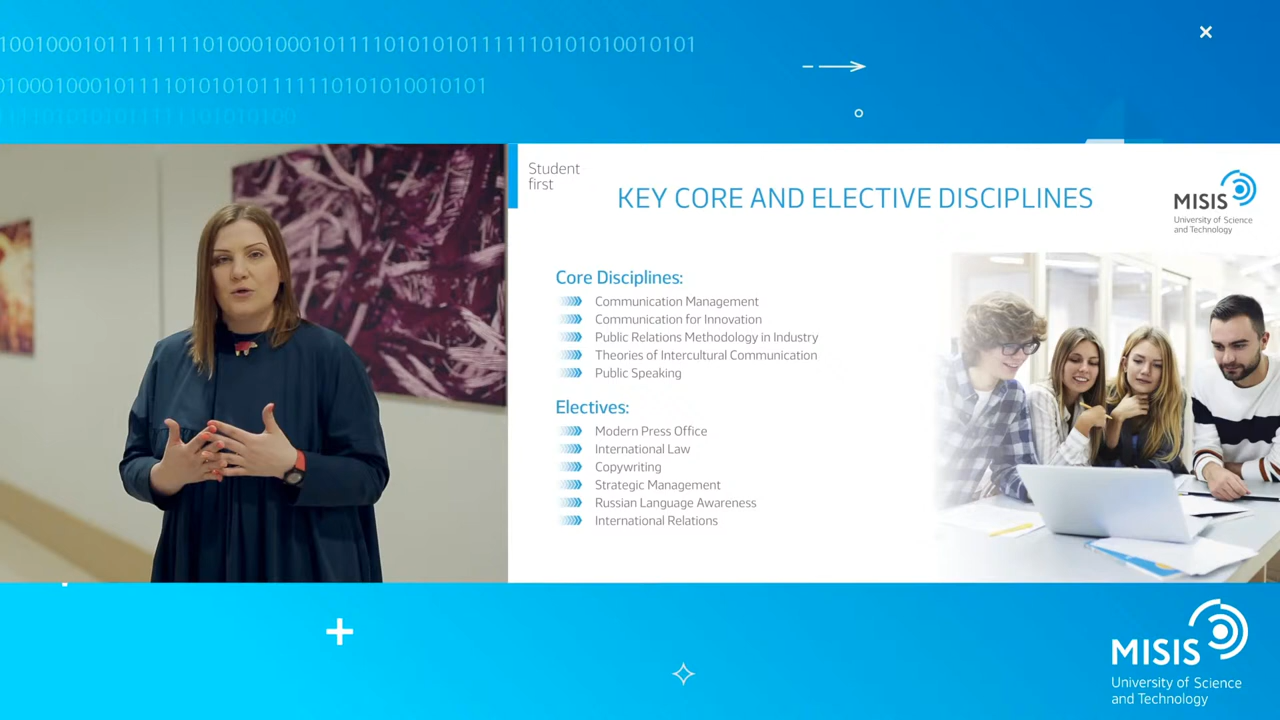 Student
first
KEY CORE AND ELECTIVE DISCIPLINES
MISIS
University of Science
and Technology
Core Disciplines:
Communication Management
Communication for Innovation
Public Relations Methodology in Industry
Theories of Intercultural Communication
Public Speaking
Electives:
Modern Press Office
International Law
Copywriting
Strategic Management
Russian Language Awareness
International Relations
MISIS
University of Science
and Technology